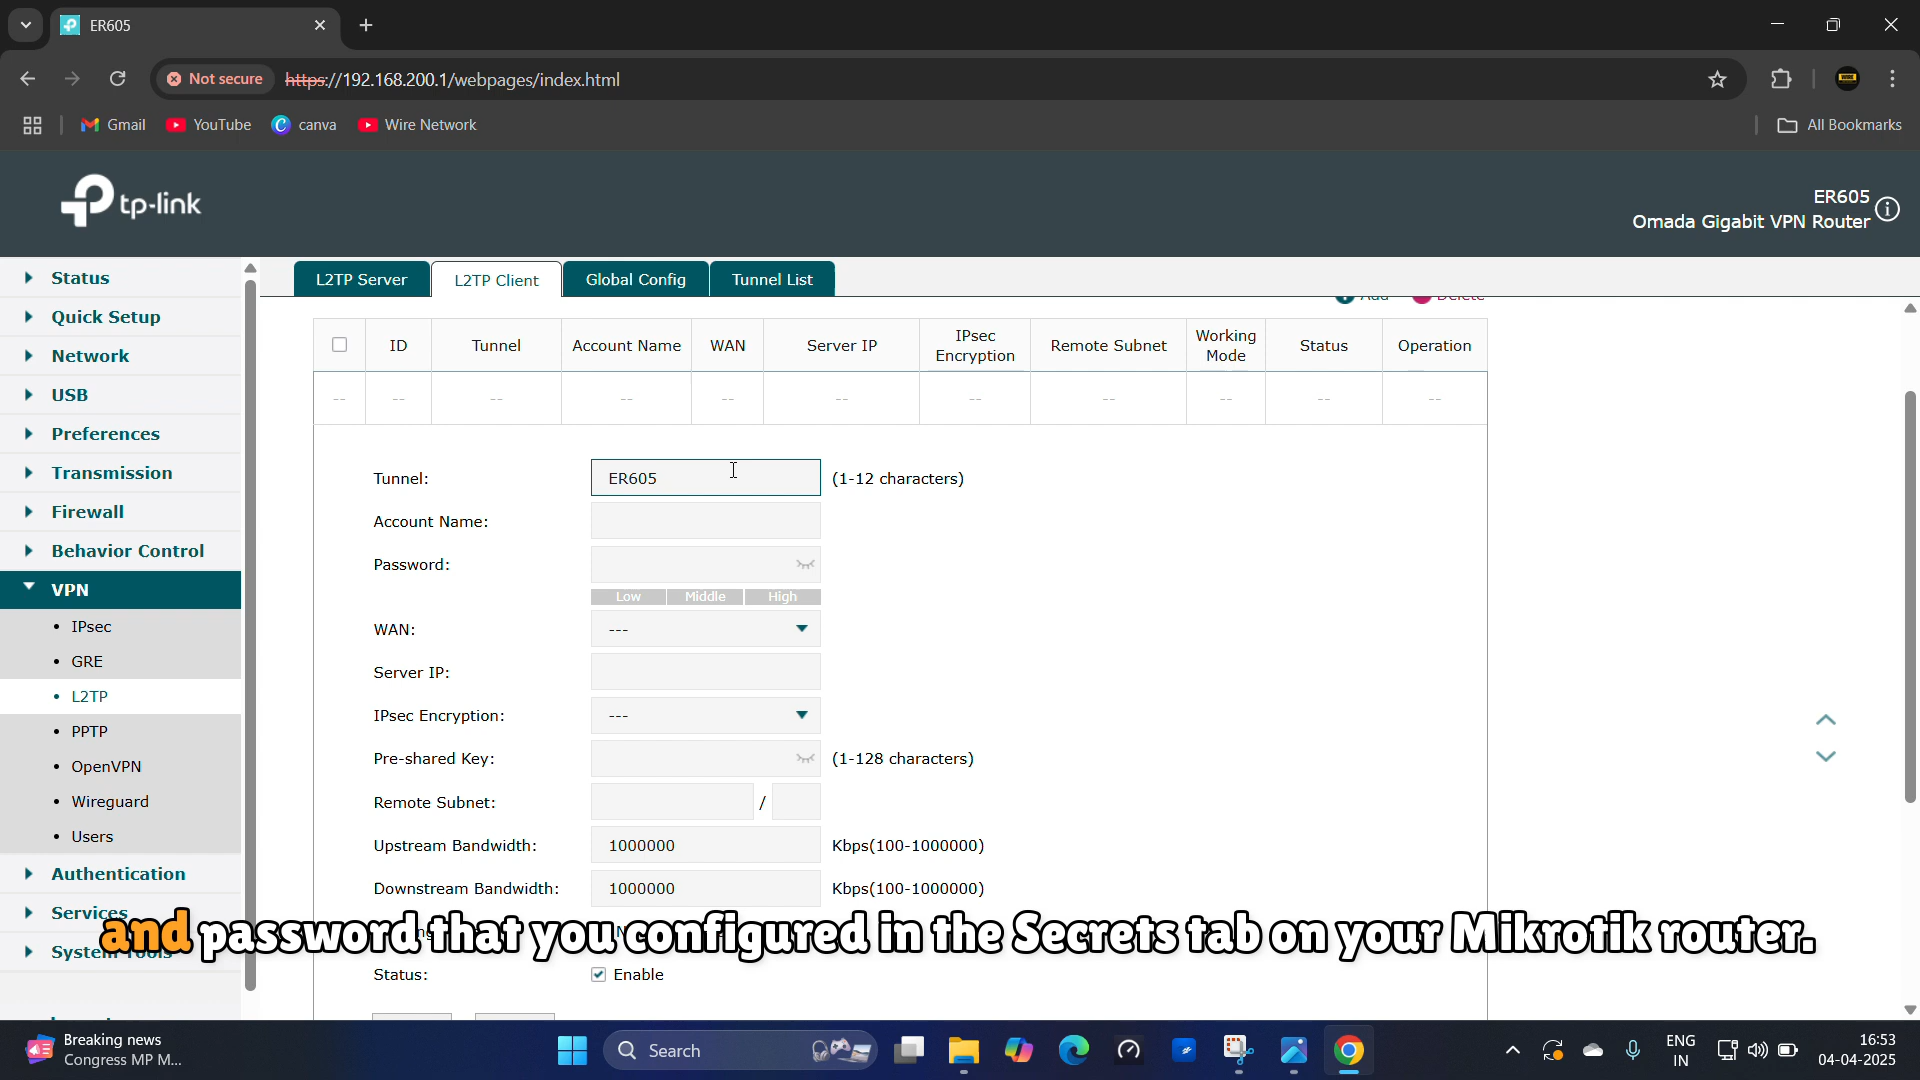 ER605
Not secure
https://192.168.200.1/webpages/index.html
Gmail
YouTube
canva
Wire Network
All Bookmarks
tp-link
ER605
Omada Gigabit VPN Router
Status
Quick Setup
Network
USB
Preferences
Transmission
Firewall
Behavior Control
VPN
IPsec
GRE
L2TP
PPTP
OpenVPN
Wireguard
Users
Authentication
Services
System Tools
L2TP Server
L2TP Client
Global Config
Tunnel List
Add
Delete
ID
Tunnel
Account Name
WAN
Server IP
IPsec Encryption
Remote Subnet
Working Mode
Status
Operation
-- -- -- -- -- -- -- -- -- -- --
Tunnel: ER605 (1-12 characters)
Account Name:
Password:
Low Middle High
WAN: ---
Server IP:
IPsec Encryption: ---
Pre-shared Key: (1-128 characters)
Remote Subnet: /
Upstream Bandwidth: 1000000 Kbps(100-1000000)
Downstream Bandwidth: 1000000 Kbps(100-1000000)
and password that you configured in the Secrets tab on your Mikrotik router.
Status: Enable
Breaking news
Congress MP M...
Search
ENG
IN
16:53
04-04-2025